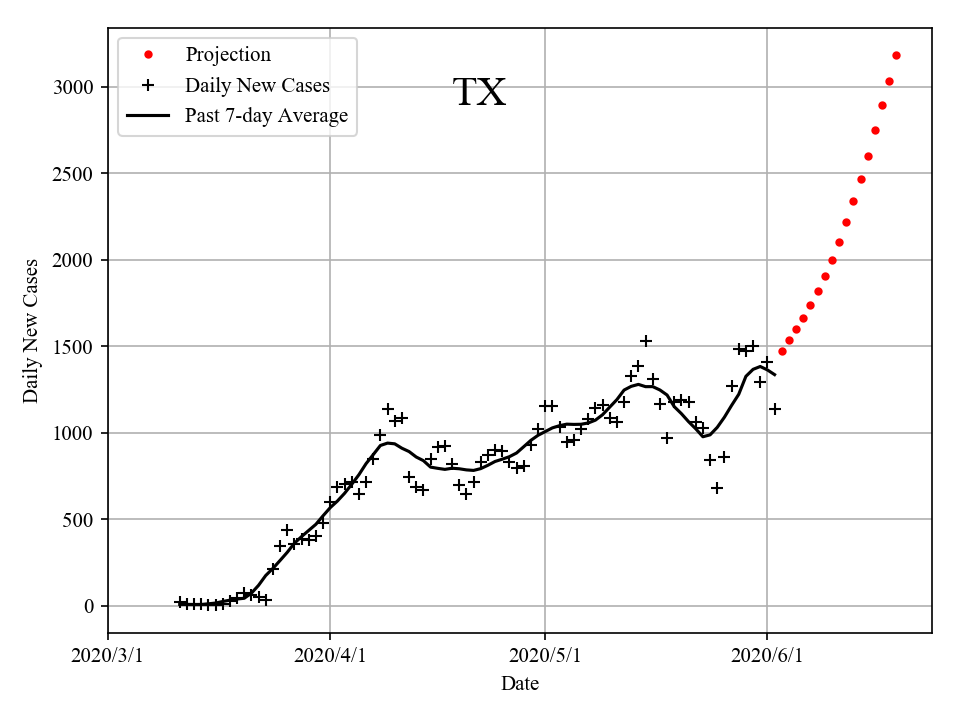 TX
Projection
Daily New Cases
Past 7-day Average
3000
2500
2000
1500
1000
500
0
Daily New Cases
2020/3/1
2020/4/1
2020/5/1
2020/6/1
Date